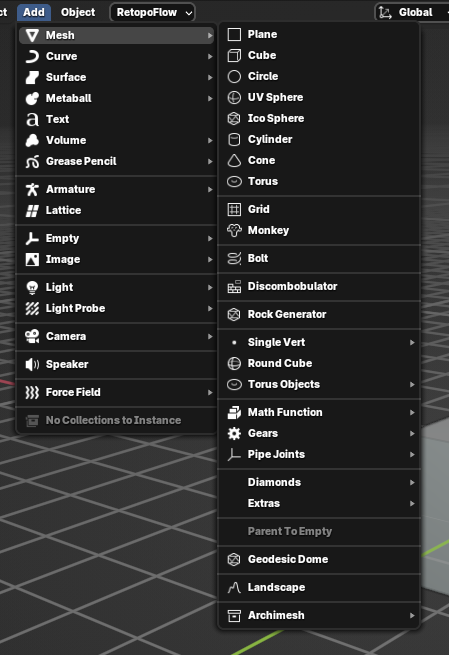 ct Add Object RetopoFlow Global
Mesh
Curve
Surface
Metaball
Text
Volume
Grease Pencil
Armature
Lattice
Empty
Image
Light
Light Probe
Camera
Speaker
Force Field
No Collections to Instance
Plane
Cube
Circle
UV Sphere
Ico Sphere
Cylinder
Cone
Torus
Grid
Monkey
Bolt
Discombobulator
Rock Generator
Single Vert
Round Cube
Torus Objects
Math Function
Gears
Pipe Joints
Diamonds
Extras
Parent To Empty
Geodesic Dome
Landscape
Archimesh